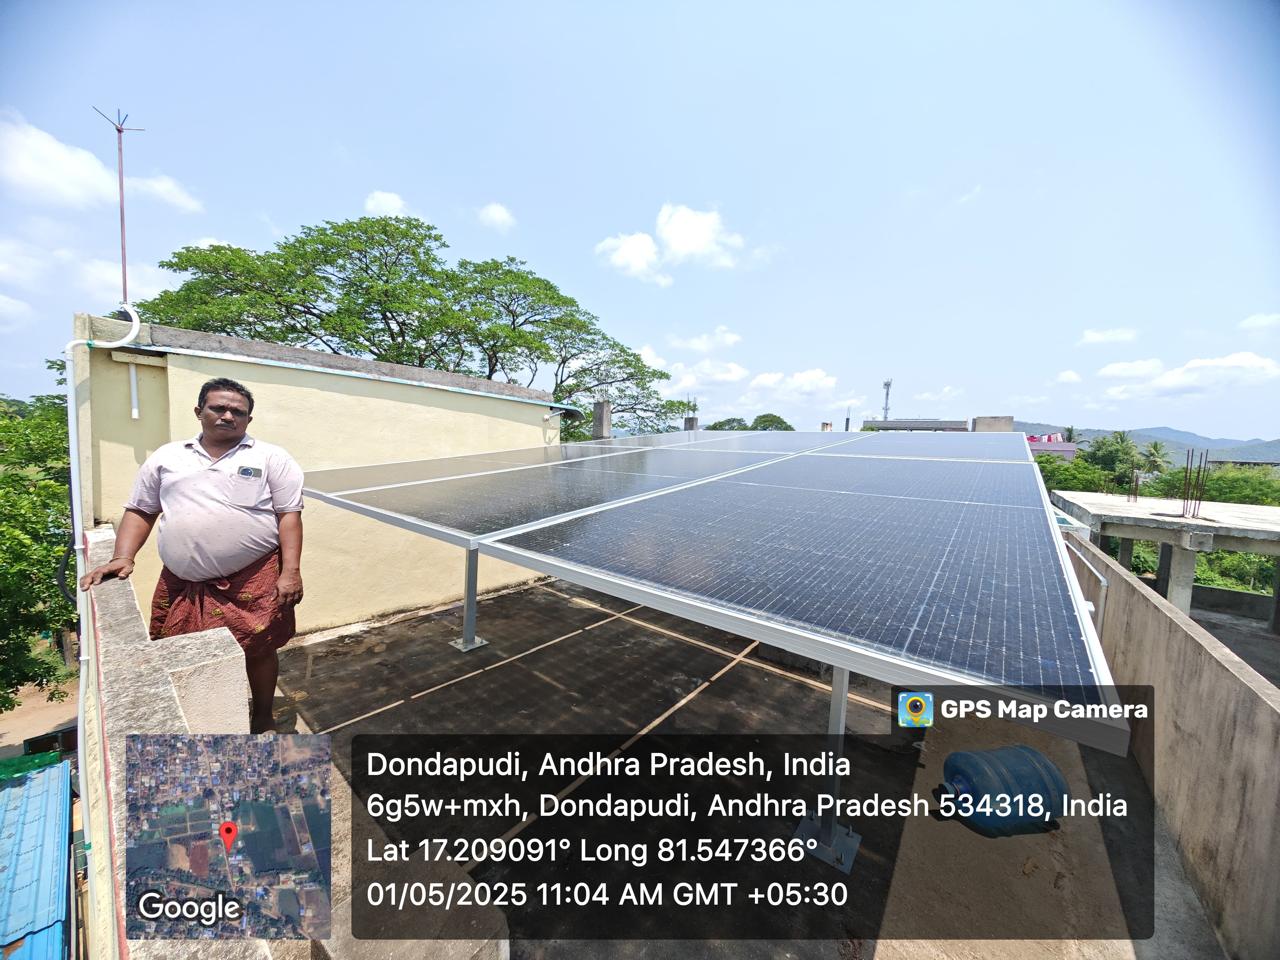 GPS Map Camera
Dondapudi, Andhra Pradesh, India
6g5w+mxh, Dondapudi, Andhra Pradesh 534318, India
Lat 17.209091° Long 81.547366°
01/05/2025 11:04 AM GMT +05:30
Google